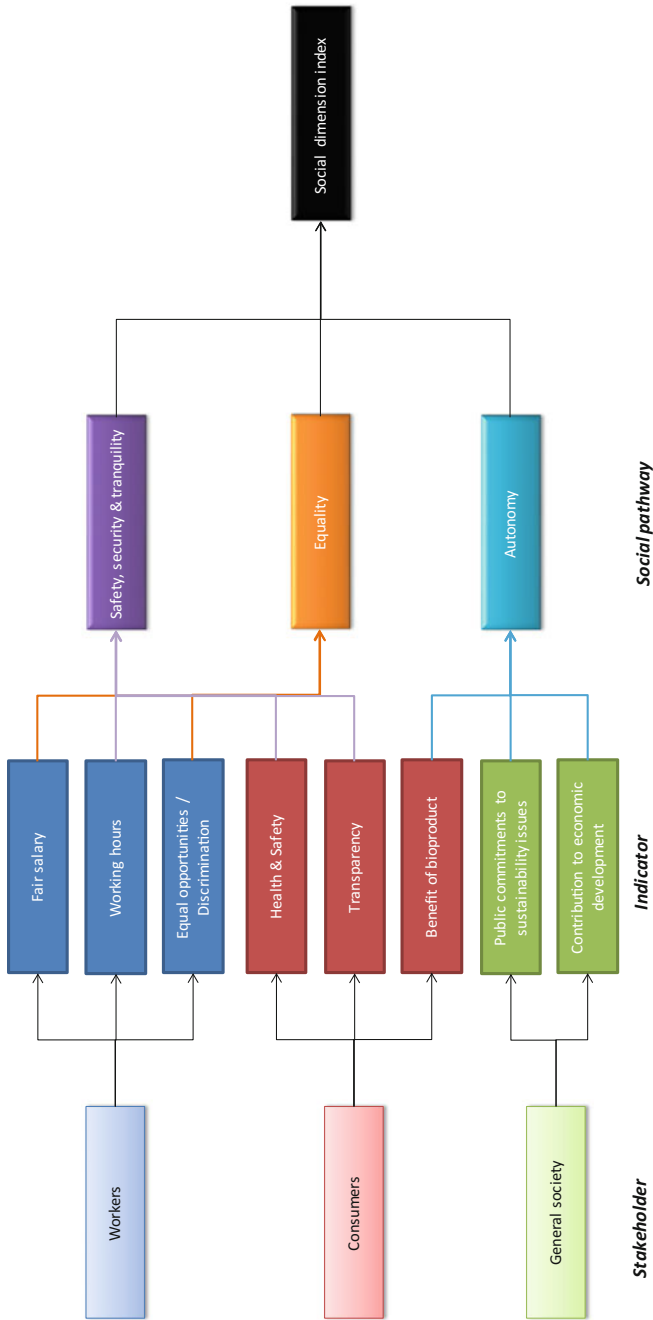 Workers
Consumers
General society
Stakeholder
Fair salary
Working hours
Equal opportunities /
Discrimination
Health & Safety
Transparency
Benefit of bioproduct
Public commitments to
sustainability issues
Contribution to economic
development
Indicator
Safety, security & tranquility
Equality
Autonomy
Social pathway
Social dimension index